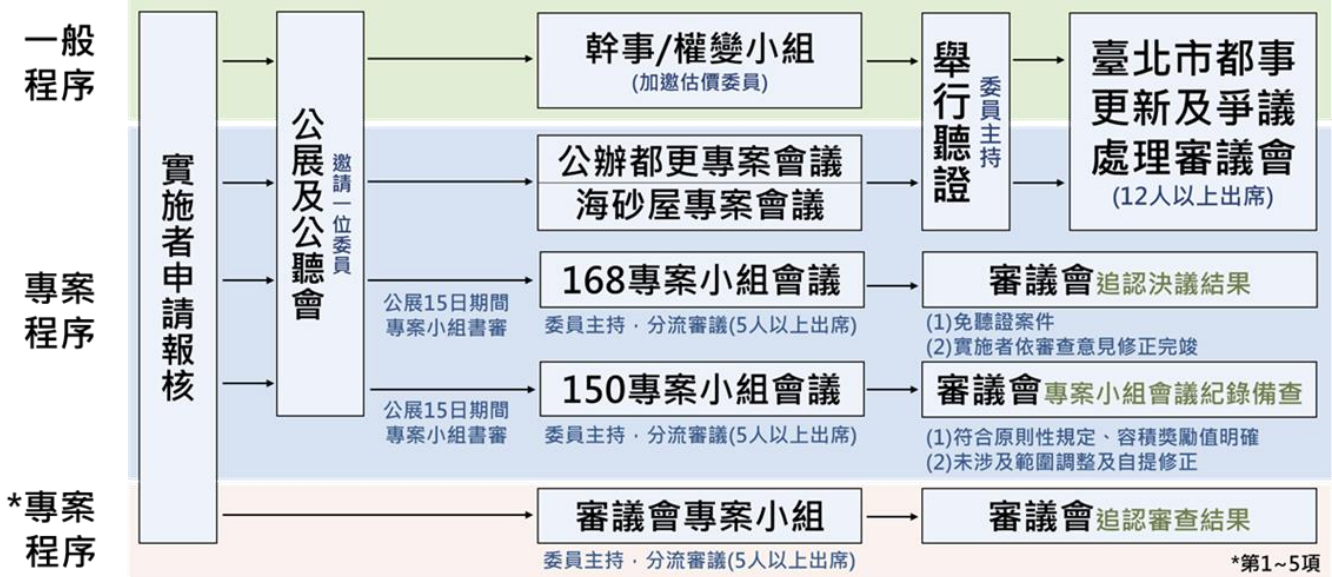 一般
程序
實施者申請報核
公展及公聽會
邀請一位委員
幹事/權變小組
(加邀估價委員)
舉行聽證
委員主持
臺北市都事
更新及爭議
處理審議會
(12人以上出席)
專案
程序
公辦都更專案會議
海砂屋專案會議
公展15日期間
專案小組書審
168專案小組會議
委員主持，分流審議(5人以上出席)
審議會追認決議結果
(1)免聽證案件
(2)實施者依審查意見修正完竣
公展15日期間
專案小組書審
150專案小組會議
委員主持，分流審議(5人以上出席)
審議會專案小組會議紀錄備查
(1)符合原則性規定、容積獎勵值明確
(2)未涉及範圍調整及自提修正
*專案
程序
審議會專案小組
委員主持，分流審議(5人以上出席)
審議會追認審查結果
*第1~5項